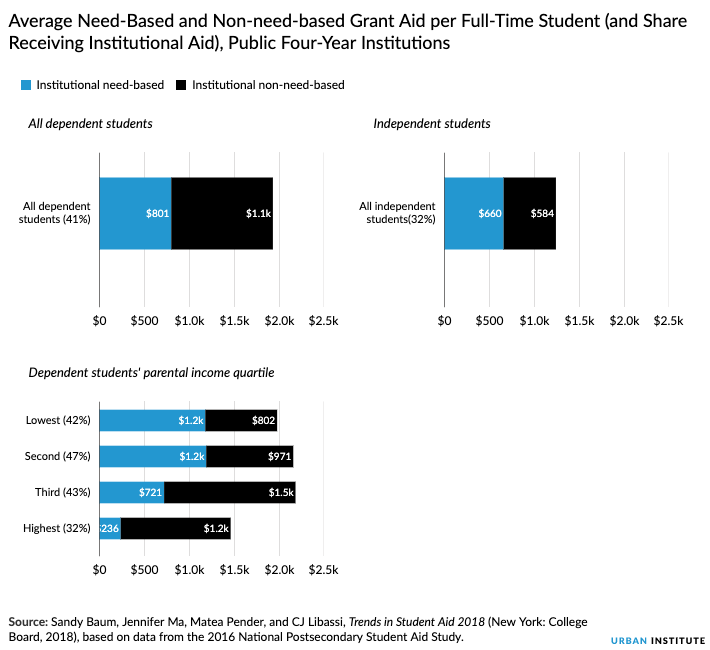 Average Need-Based and Non-need-based Grant Aid per Full-Time Student (and Share
Receiving Institutional Aid), Public Four-Year Institutions
Institutional need-based Institutional non-need-based
All dependent students
All dependent
students (41%)
$801 $1.1k
$0 $500 $1.0k $1.5k $2.0k $2.5k
Independent students
All independent
students(32%)
$660 $584
$0 $500 $1.0k $1.5k $2.0k $2.5k
Dependent students' parental income quartile
Lowest (42%) $1.2k $802
Second (47%) $1.2k $971
Third (43%) $721 $1.5k
Highest (32%) $236 $1.2k
$0 $500 $1.0k $1.5k $2.0k $2.5k
Source: Sandy Baum, Jennifer Ma, Matea Pender, and CJ Libassi, Trends in Student Aid 2018 (New York: College
Board, 2018), based on data from the 2016 National Postsecondary Student Aid Study.
URBAN INSTITUTE